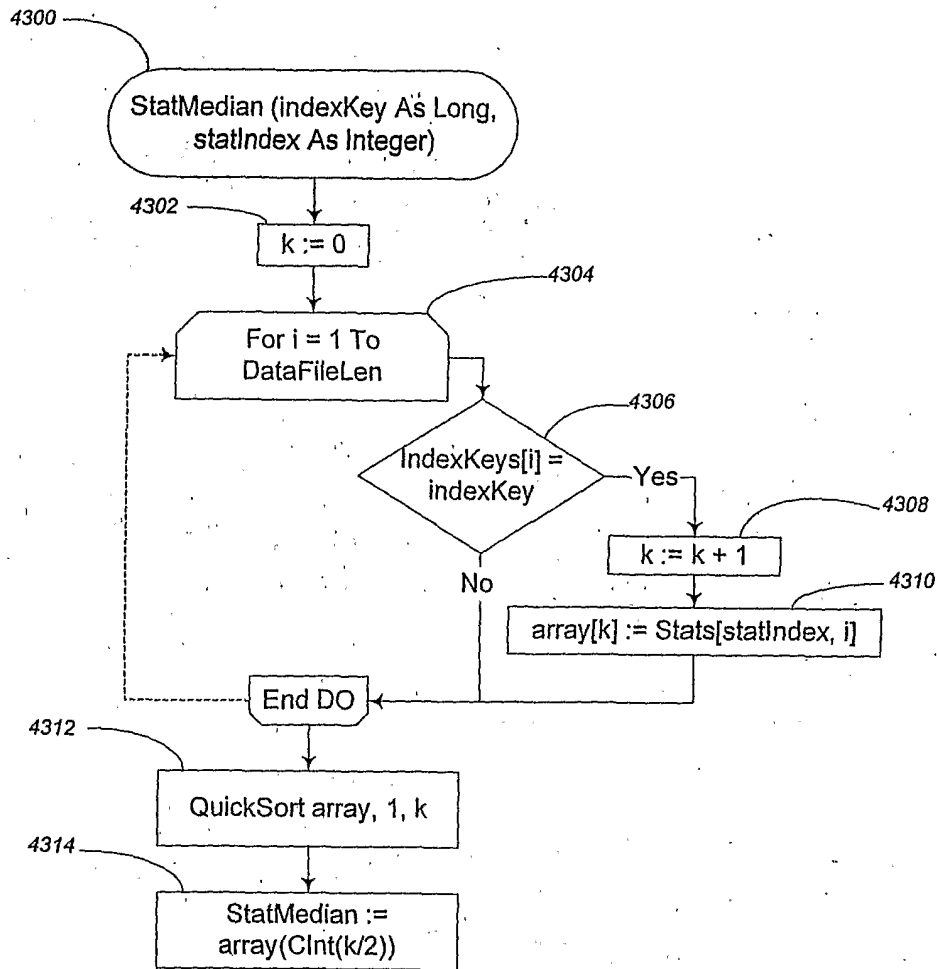 4300
StatMedian (indexKey As Long,
statIndex As Integer)
4302
k := 0
4304
For i = 1 To
DataFileLen
4306
IndexKeys[i] =
indexKey
Yes
4308
k := k + 1
No
4310
array[k] := Stats[statIndex, i]
End DO
4312
QuickSort array, 1, k
4314
StatMedian :=
array(CInt(k/2))